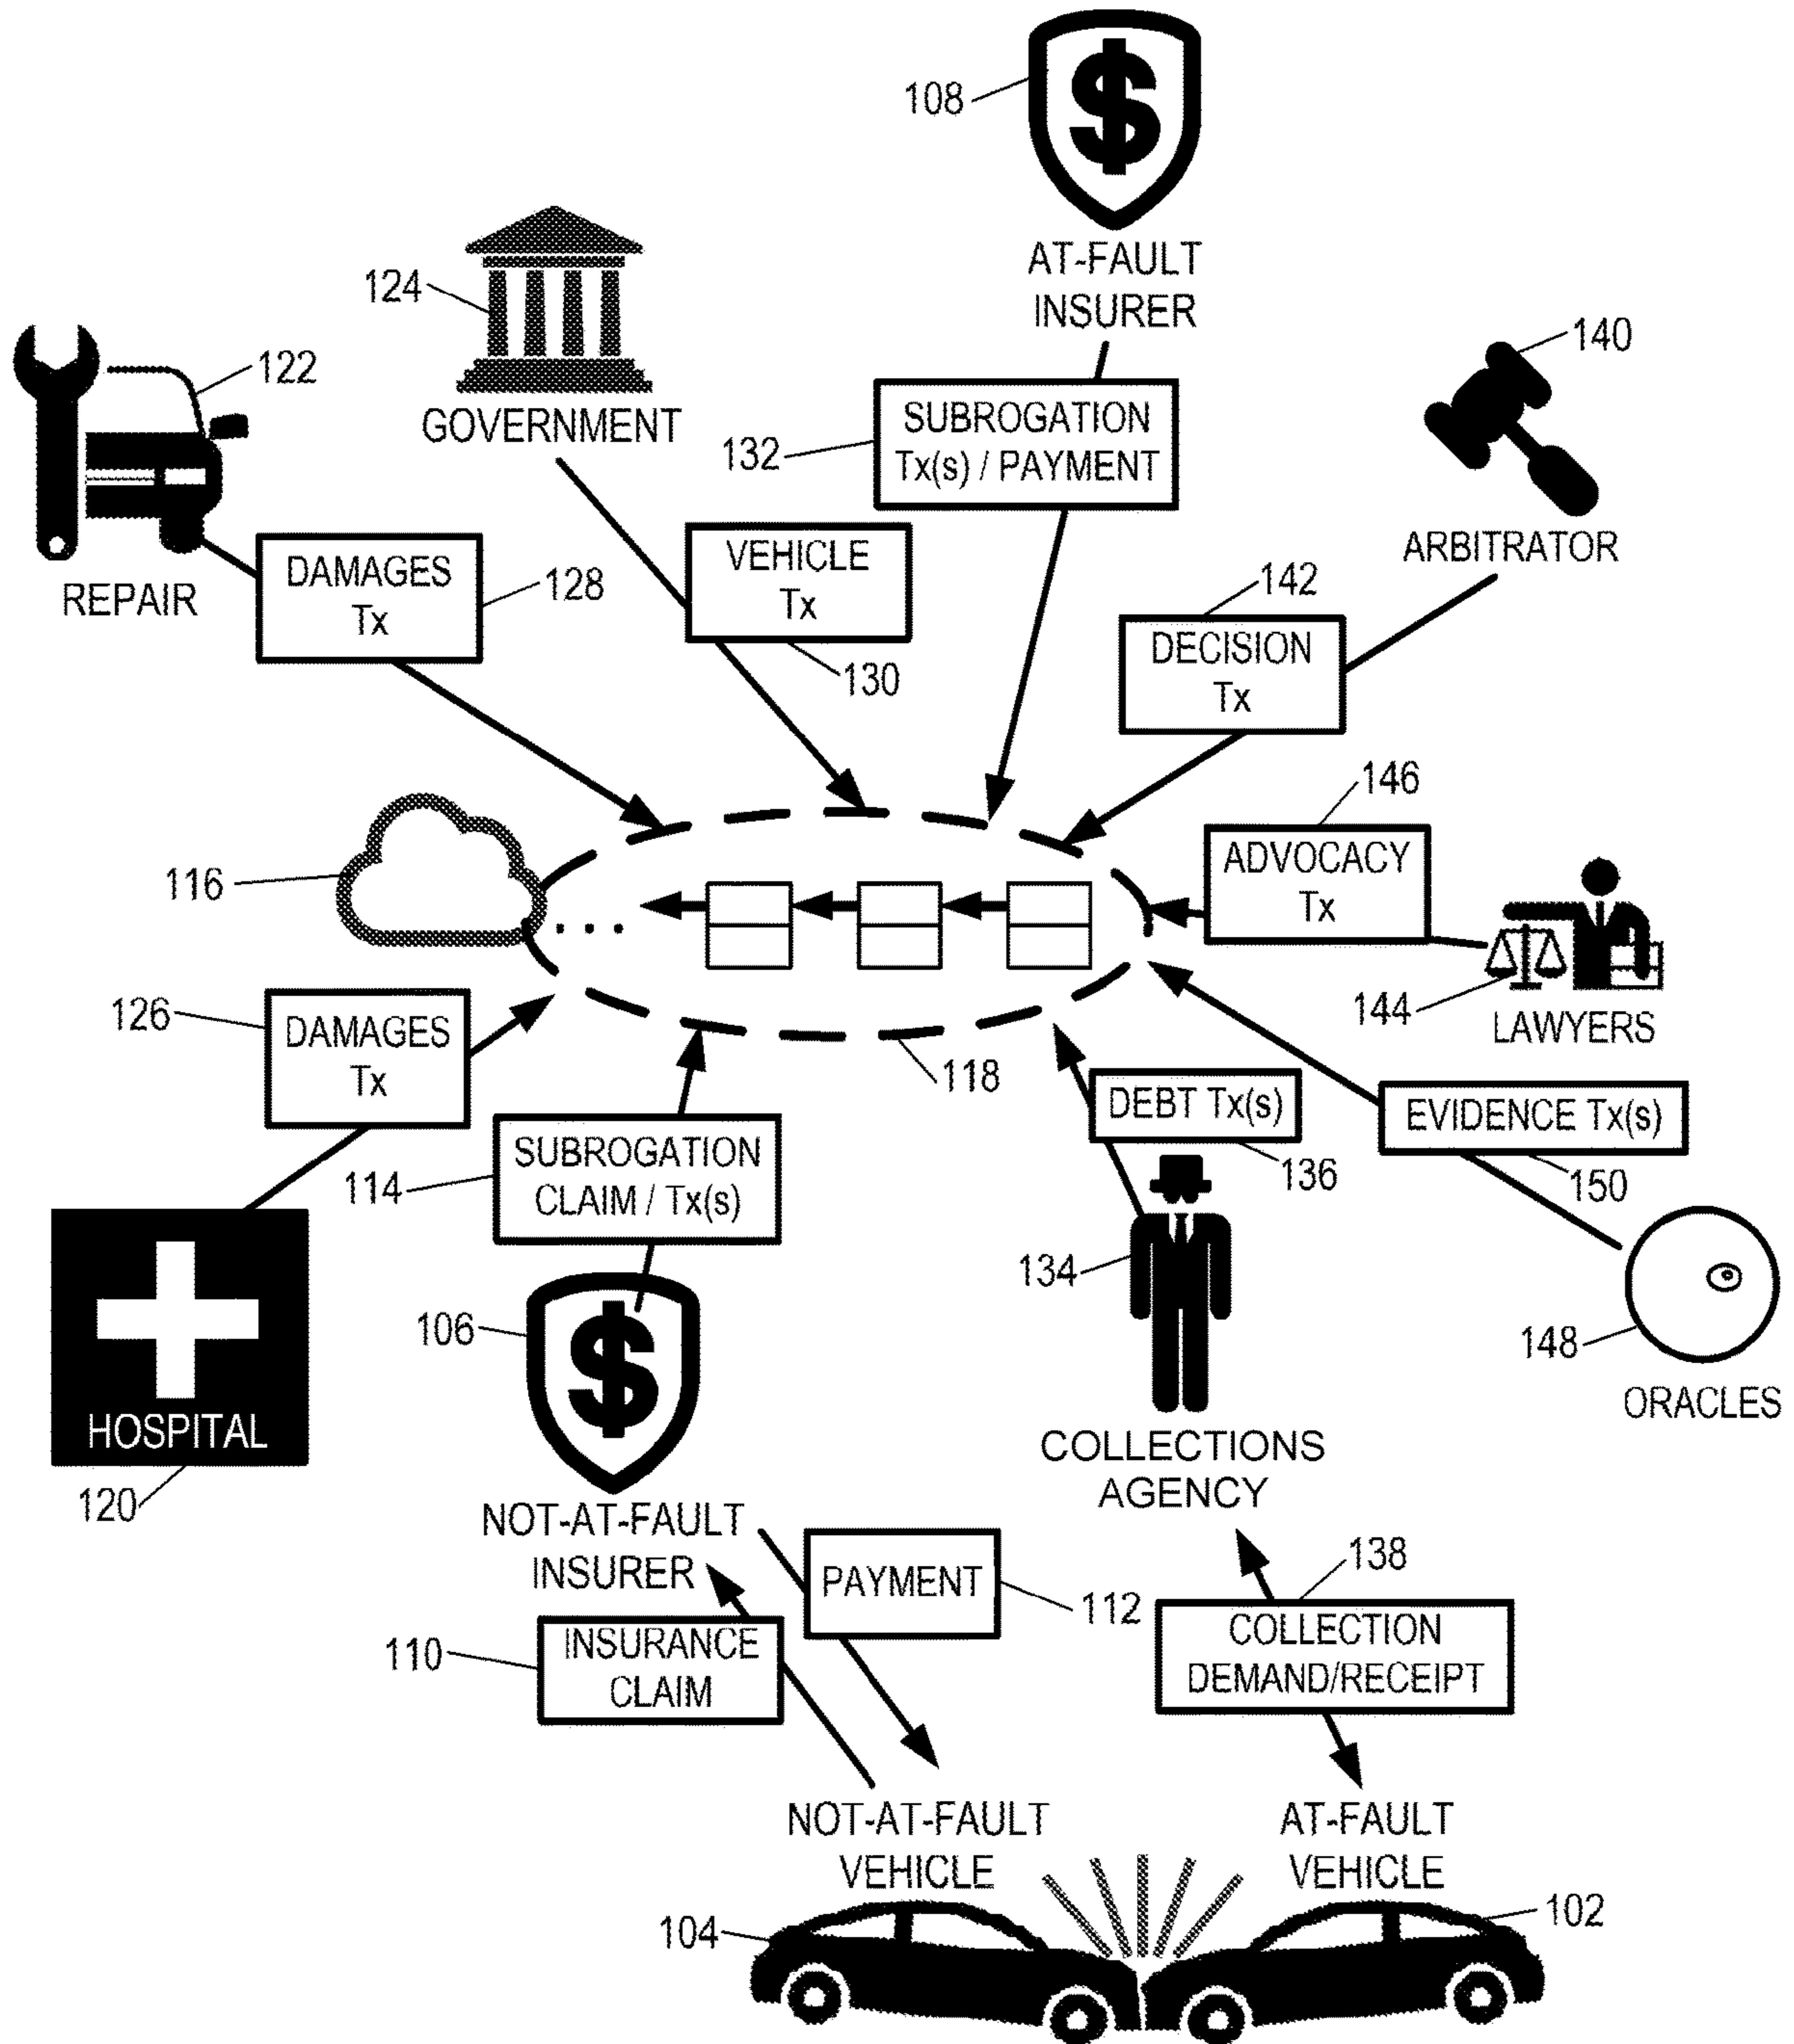 108
$
AT-FAULT
INSURER
124
GOVERNMENT
122
REPAIR
140
ARBITRATOR
132
SUBROGATION
Tx(s) / PAYMENT
DAMAGES
Tx
128
VEHICLE
Tx
130
142
DECISION
Tx
116
...
146
ADVOCACY
Tx
144
LAWYERS
118
126
DAMAGES
Tx
114
SUBROGATION
CLAIM / Tx(s)
DEBT Tx(s)
136
EVIDENCE Tx(s)
150
134
148
ORACLES
106
$
HOSPITAL
120
COLLECTIONS
AGENCY
NOT-AT-FAULT
INSURER
PAYMENT
112
138
COLLECTION
DEMAND/RECEIPT
110
INSURANCE
CLAIM
NOT-AT-FAULT
VEHICLE
AT-FAULT
VEHICLE
104
102